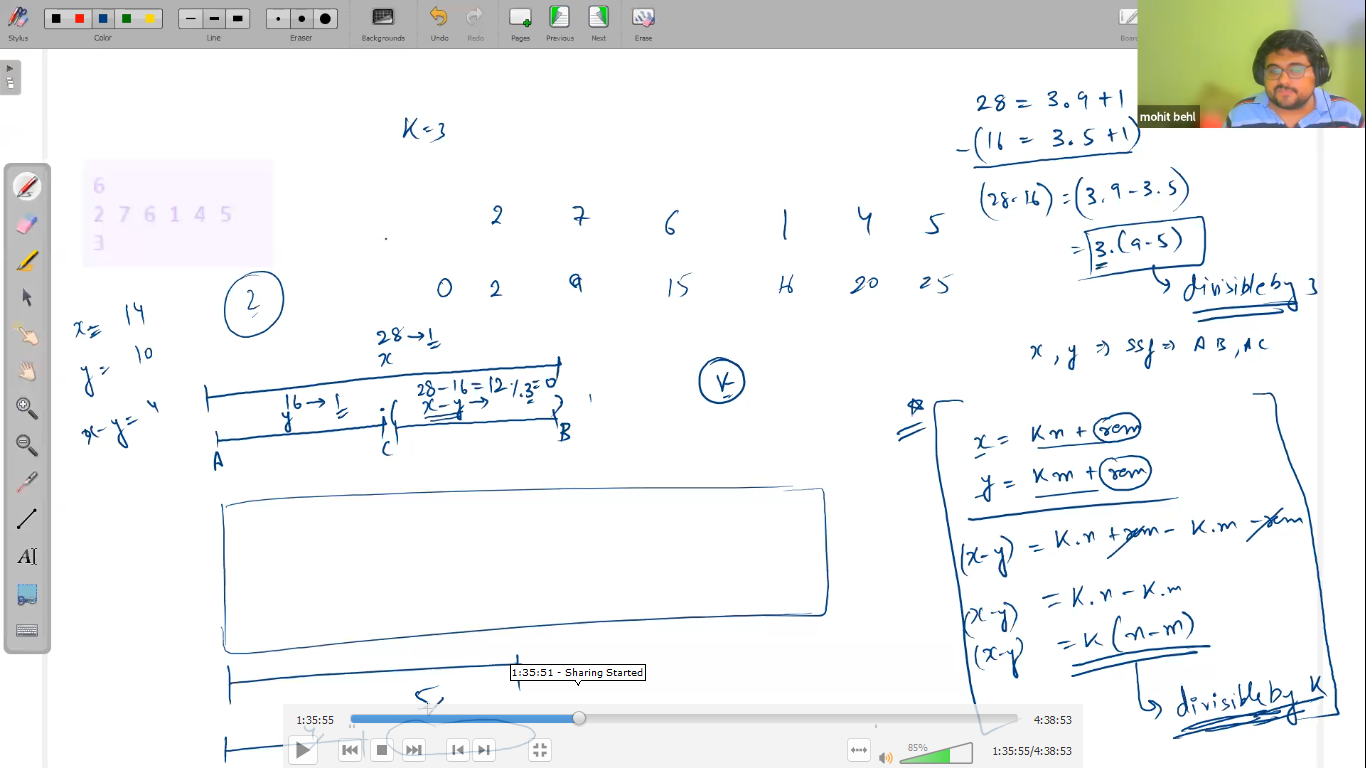 Stylus Color Line Eraser Backgrounds Undo Redo Pages Previous Next Erase
mohit behl
K=3
28 = 3.9+1
-(16 = 3.5+1)
(28-16) = (3.9-3.5)
= 3.(9-5)
divisible by 3
6
2 7 6 1 4 5
3
2 7 6 1 4 5
0 2 9 15 16 20 25
2
x= 14
y= 10
x-y= 4
28→1
x
16→1
y
28-16=12%3=0
x-y→
A C B
K
x, y ⇒ SSf ⇒ AB, AC
x = Kn + rem
y = Km + rem
(x-y) = K.n + rem - K.m - rem
(x-y) = K.n - K.m
(x-y) = K(n-m)
divisible by K
1:35:51 - Sharing Started
5
y
1:35:55
4:38:53
85%
1:35:55/4:38:53
AI